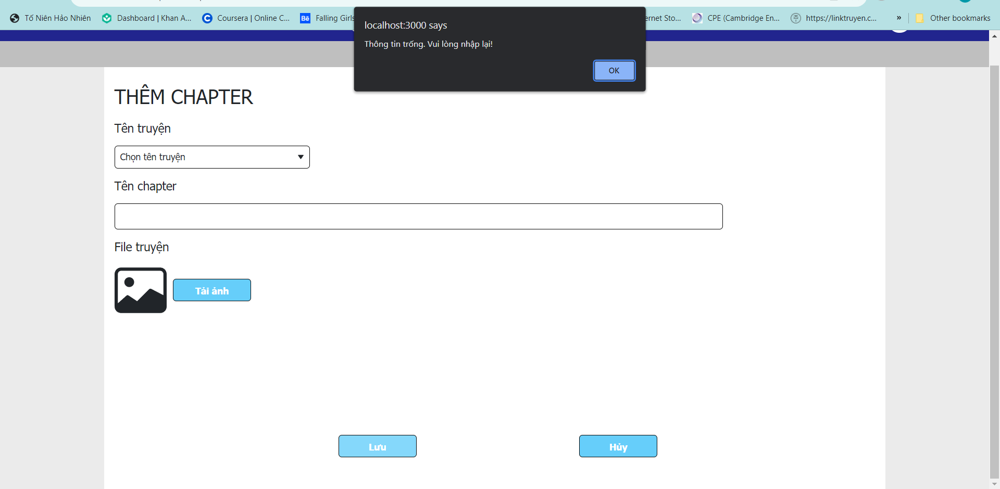 Tố Niên Hảo Nhiên
Dashboard | Khan A...
Coursera | Online C...
Bē
Falling Girls
ernet Sto...
CPE (Cambridge En...
https://linktruyen.c...
»
Other bookmarks
localhost:3000 says
Thông tin trống. Vui lòng nhập lại!
OK
THÊM CHAPTER
Tên truyện
Chọn tên truyện
Tên chapter
File truyện
Tải ảnh
Lưu
Hủy